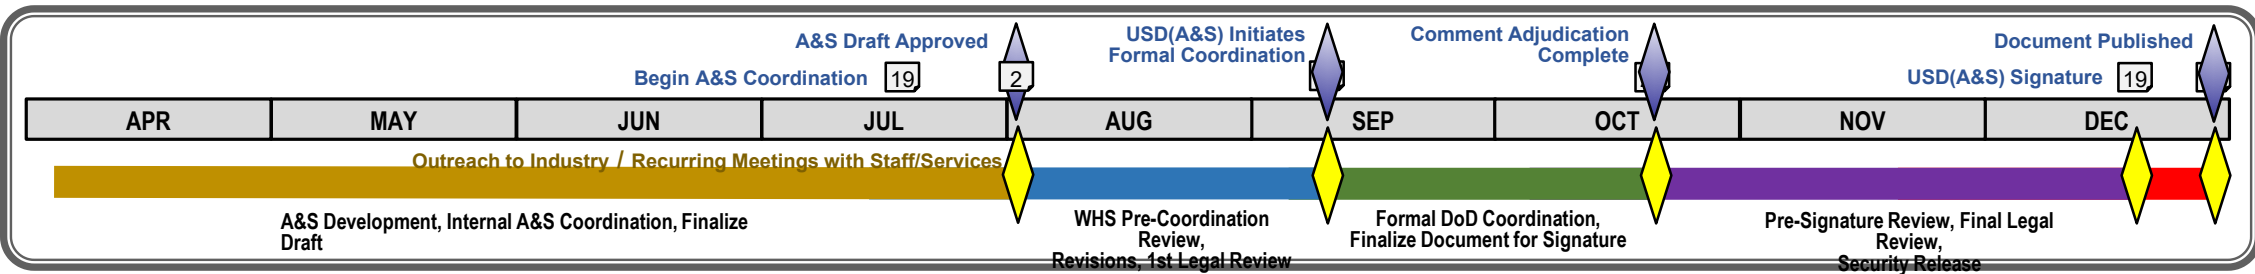 A&S Draft Approved
USD(A&S) Initiates
Formal Coordination
Comment Adjudication
Complete
Document Published
Begin A&S Coordination 19
2
USD(A&S) Signature 19
APR MAY JUN JUL AUG SEP OCT NOV DEC
Outreach to Industry / Recurring Meetings with Staff/Services
A&S Development, Internal A&S Coordination, Finalize
Draft
WHS Pre-Coordination
Review,
Revisions, 1st Legal Review
Formal DoD Coordination,
Finalize Document for Signature
Pre-Signature Review, Final Legal
Review,
Security Release